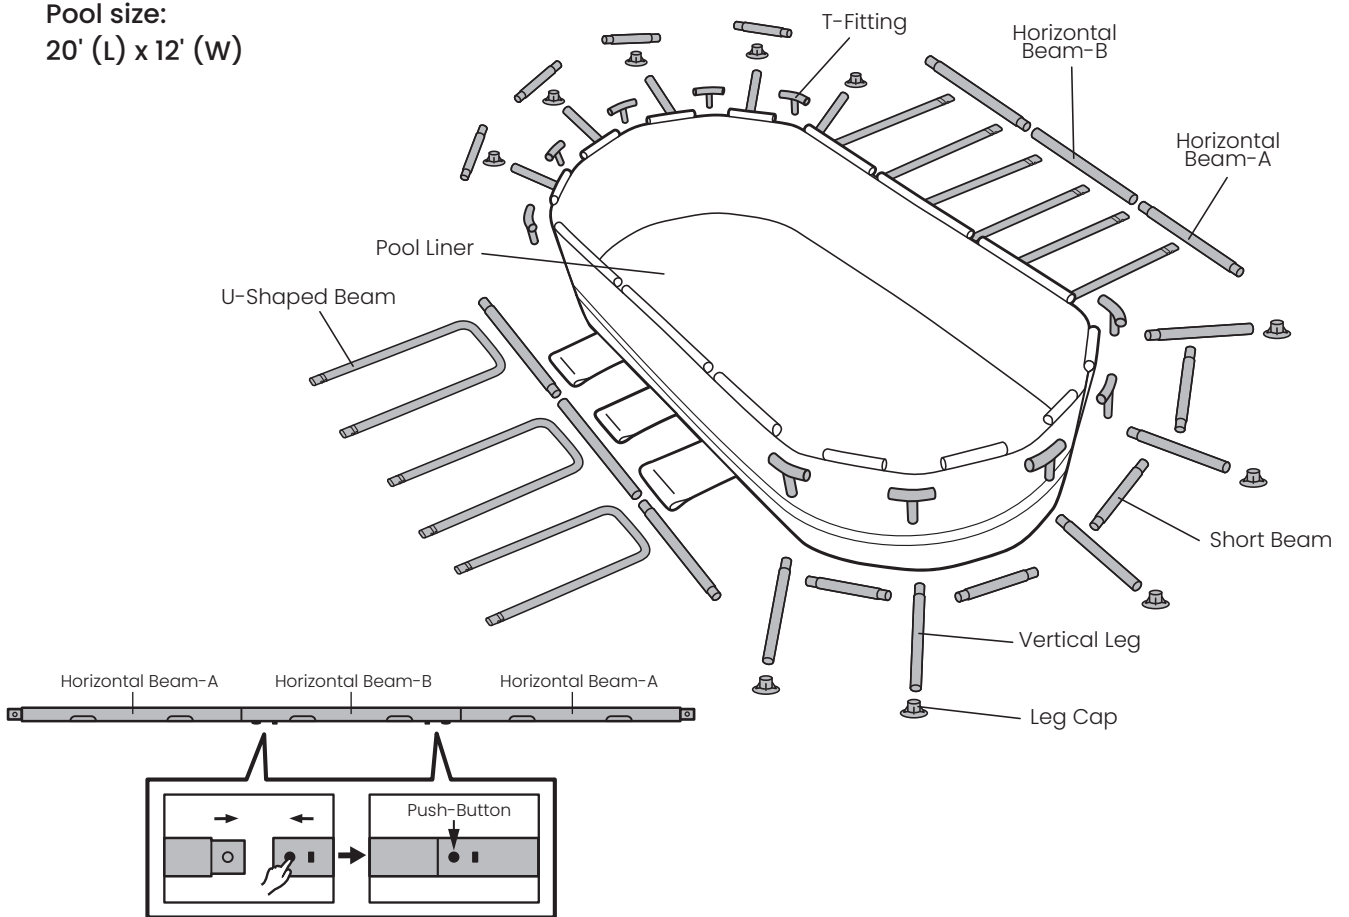 Pool size:
20' (L) x 12' (W)
T-Fitting
Horizontal
Beam-B
Horizontal
Beam-A
Pool Liner
U-Shaped Beam
Short Beam
Vertical Leg
Leg Cap
Horizontal Beam-A
Horizontal Beam-B
Horizontal Beam-A
Push-Button